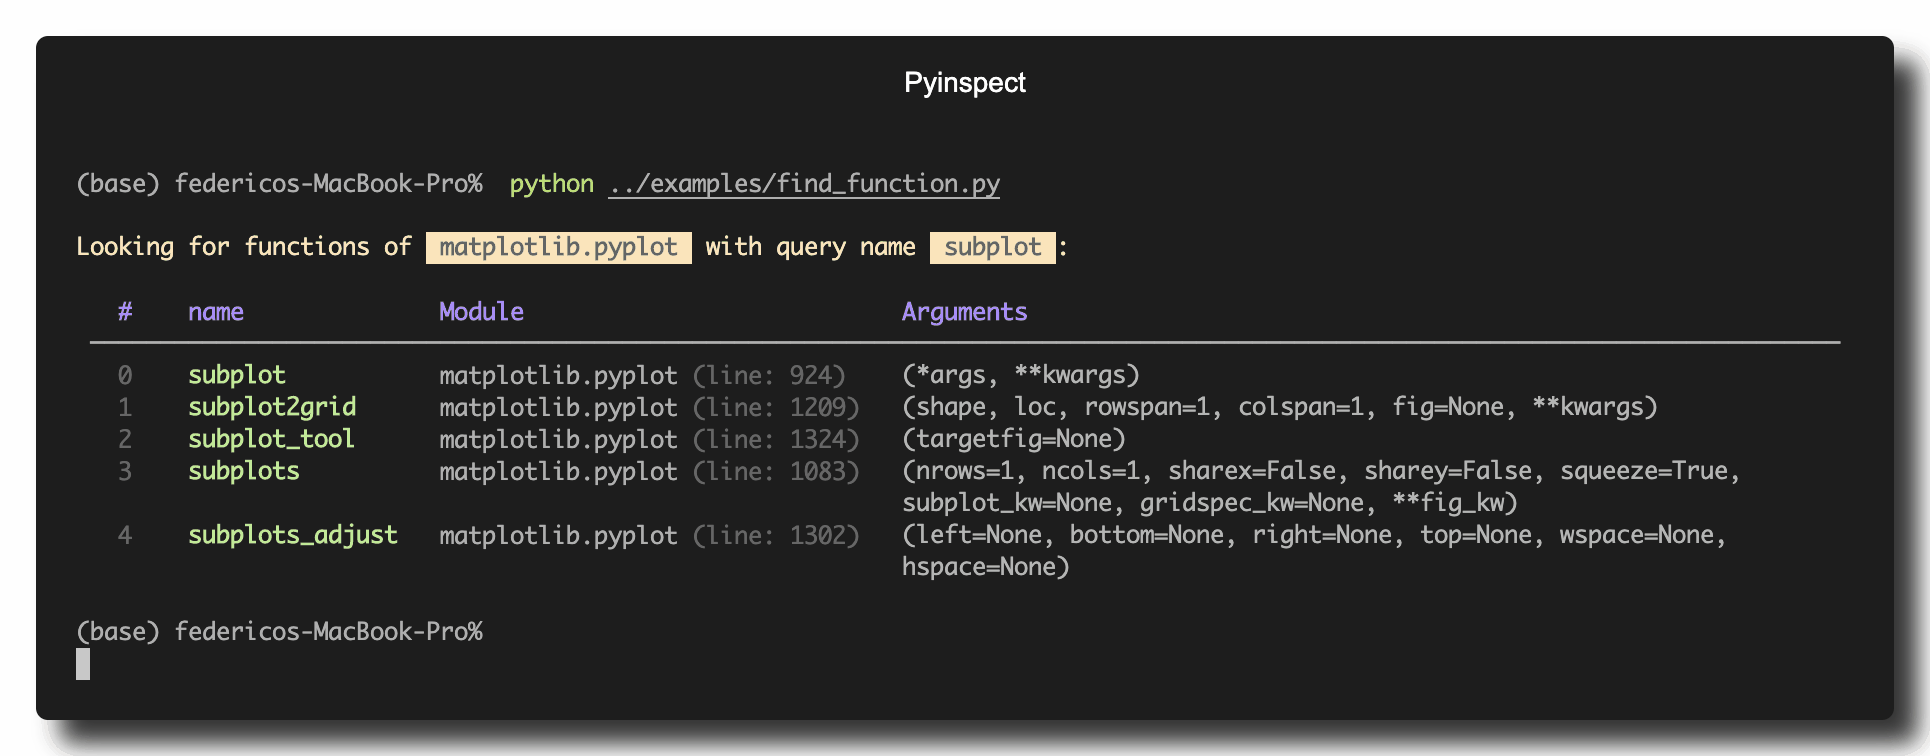 Pyinspect
(base) federicos-MacBook-Pro%  python ../examples/find_function.py
Looking for functions of  matplotlib.pyplot  with query name  subplot :
# name Module Arguments
0 subplot matplotlib.pyplot (line: 924) (*args, **kwargs)
1 subplot2grid matplotlib.pyplot (line: 1209) (shape, loc, rowspan=1, colspan=1, fig=None, **kwargs)
2 subplot_tool matplotlib.pyplot (line: 1324) (targetfig=None)
3 subplots matplotlib.pyplot (line: 1083) (nrows=1, ncols=1, sharex=False, sharey=False, squeeze=True,
subplot_kw=None, gridspec_kw=None, **fig_kw)
4 subplots_adjust matplotlib.pyplot (line: 1302) (left=None, bottom=None, right=None, top=None, wspace=None,
hspace=None)
(base) federicos-MacBook-Pro%